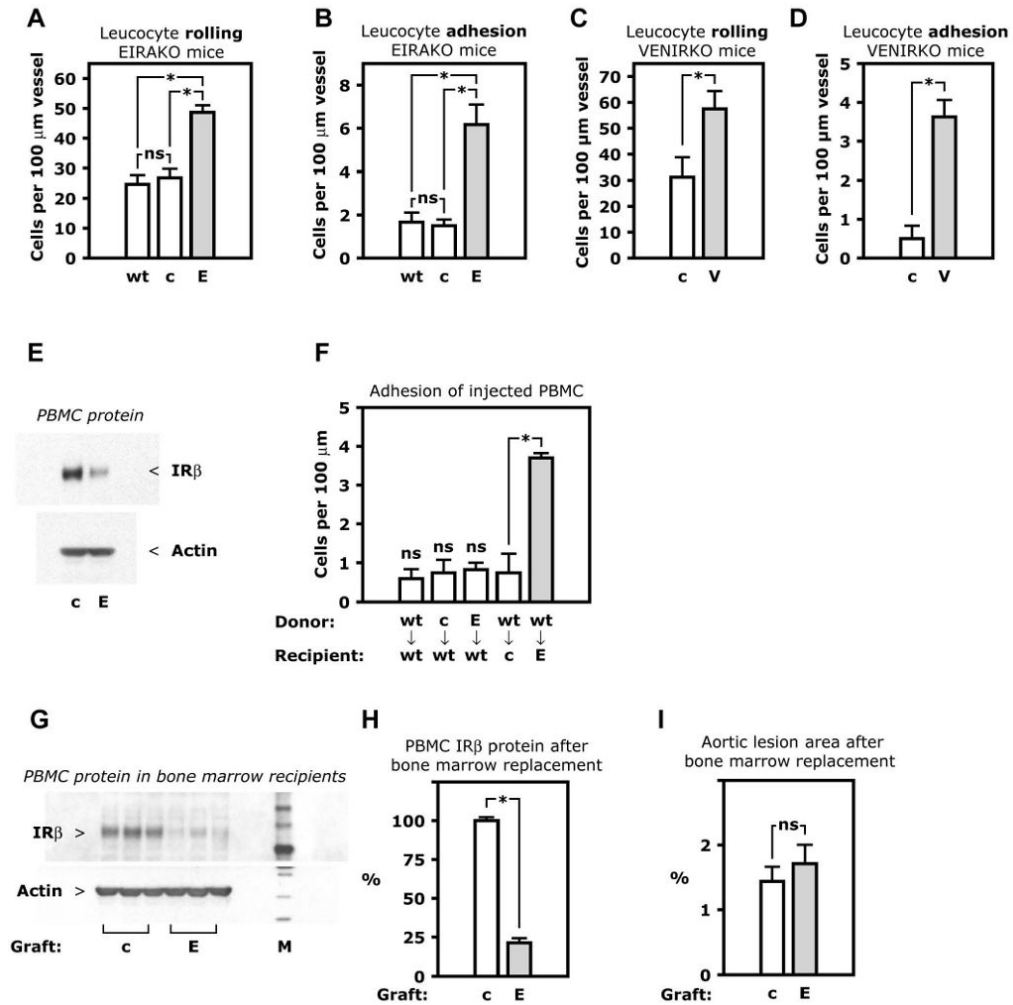 A
Leucocyte rolling
EIRAKO mice
Cells per 100 μm vessel
60
50
40
30
20
10
0
*
*
ns
wt c E
B
Leucocyte adhesion
EIRAKO mice
Cells per 100 μm vessel
8
6
4
2
0
*
*
ns
wt c E
C
Leucocyte rolling
VENIRKO mice
Cells per 100 μm vessel
70
60
50
40
30
20
10
0
*
c V
D
Leucocyte adhesion
VENIRKO mice
Cells per 100 μm vessel
5
4
3
2
1
0
*
c V
E
PBMC protein
< IRβ
< Actin
c E
F
Adhesion of injected PBMC
Cells per 100 μm
5
4
3
2
1
0
ns ns ns
*
Donor: wt c E wt wt
↓ ↓ ↓ ↓ ↓
Recipient: wt wt wt c E
G
PBMC protein in bone marrow recipients
IRβ >
Actin >
Graft: c E M
H
PBMC IRβ protein after
bone marrow replacement
%
100
75
50
25
0
*
Graft: c E
I
Aortic lesion area after
bone marrow replacement
%
2
1
0
ns
Graft: c E